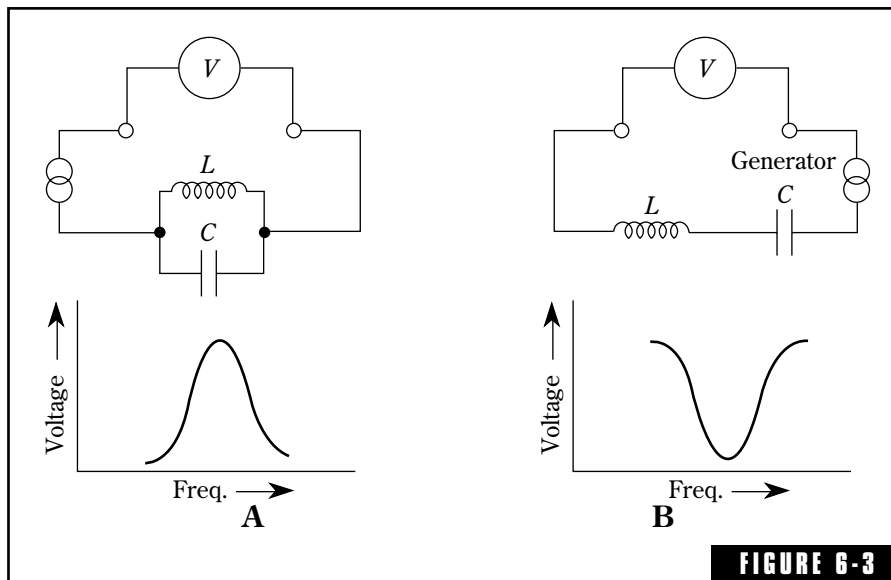 V
L
C
Voltage
Freq.
A
V
Generator
C
L
Voltage
Freq.
B
FIGURE 6-3